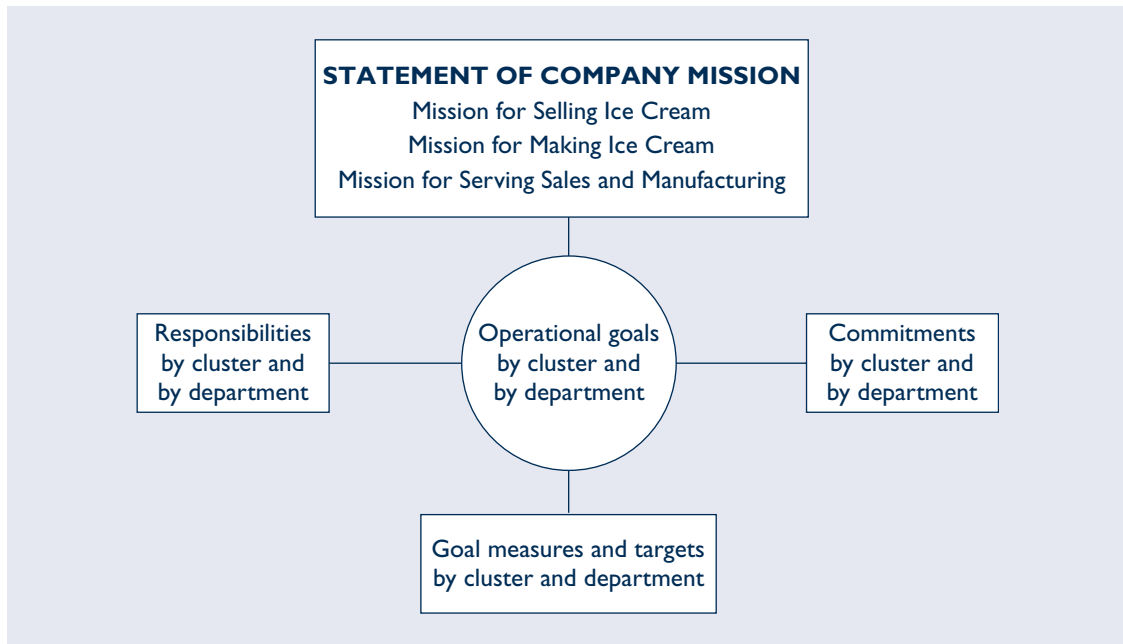 STATEMENT OF COMPANY MISSION
Mission for Selling Ice Cream
Mission for Making Ice Cream
Mission for Serving Sales and Manufacturing
Responsibilities
by cluster and
by department
Operational goals
by cluster and
by department
Commitments
by cluster and
by department
Goal measures and targets
by cluster and department